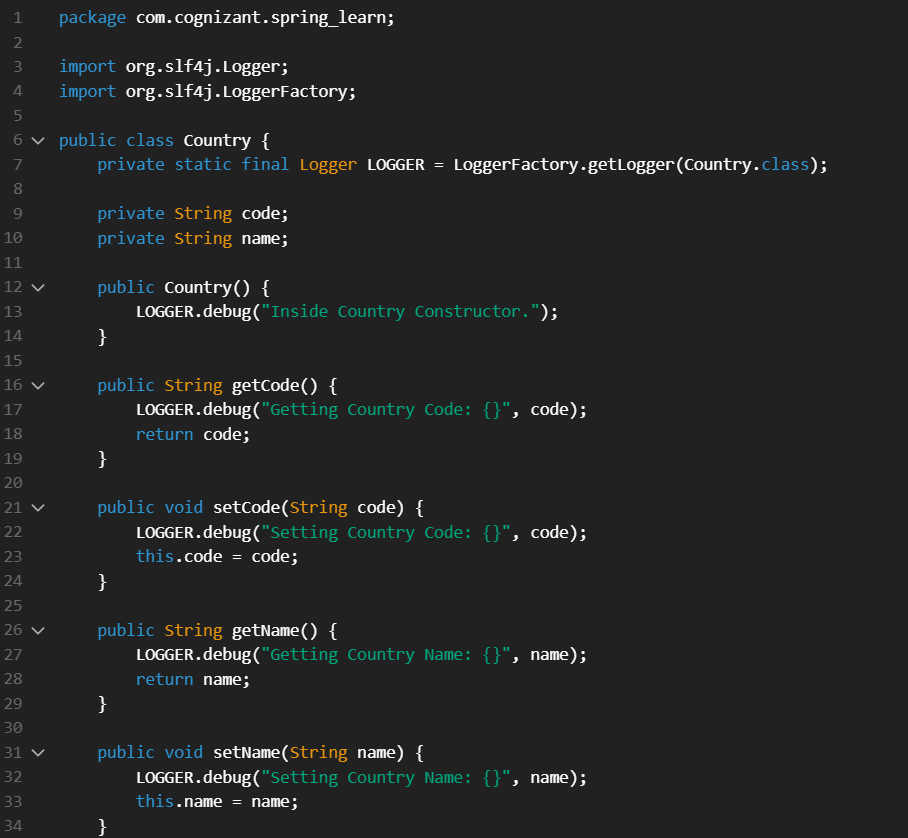 1 package com.cognizant.spring_learn;
2
3 import org.slf4j.Logger;
4 import org.slf4j.LoggerFactory;
5
6 public class Country {
7     private static final Logger LOGGER = LoggerFactory.getLogger(Country.class);
8
9     private String code;
10     private String name;
11
12     public Country() {
13         LOGGER.debug("Inside Country Constructor.");
14     }
15
16     public String getCode() {
17         LOGGER.debug("Getting Country Code: {}", code);
18         return code;
19     }
20
21     public void setCode(String code) {
22         LOGGER.debug("Setting Country Code: {}", code);
23         this.code = code;
24     }
25
26     public String getName() {
27         LOGGER.debug("Getting Country Name: {}", name);
28         return name;
29     }
30
31     public void setName(String name) {
32         LOGGER.debug("Setting Country Name: {}", name);
33         this.name = name;
34     }